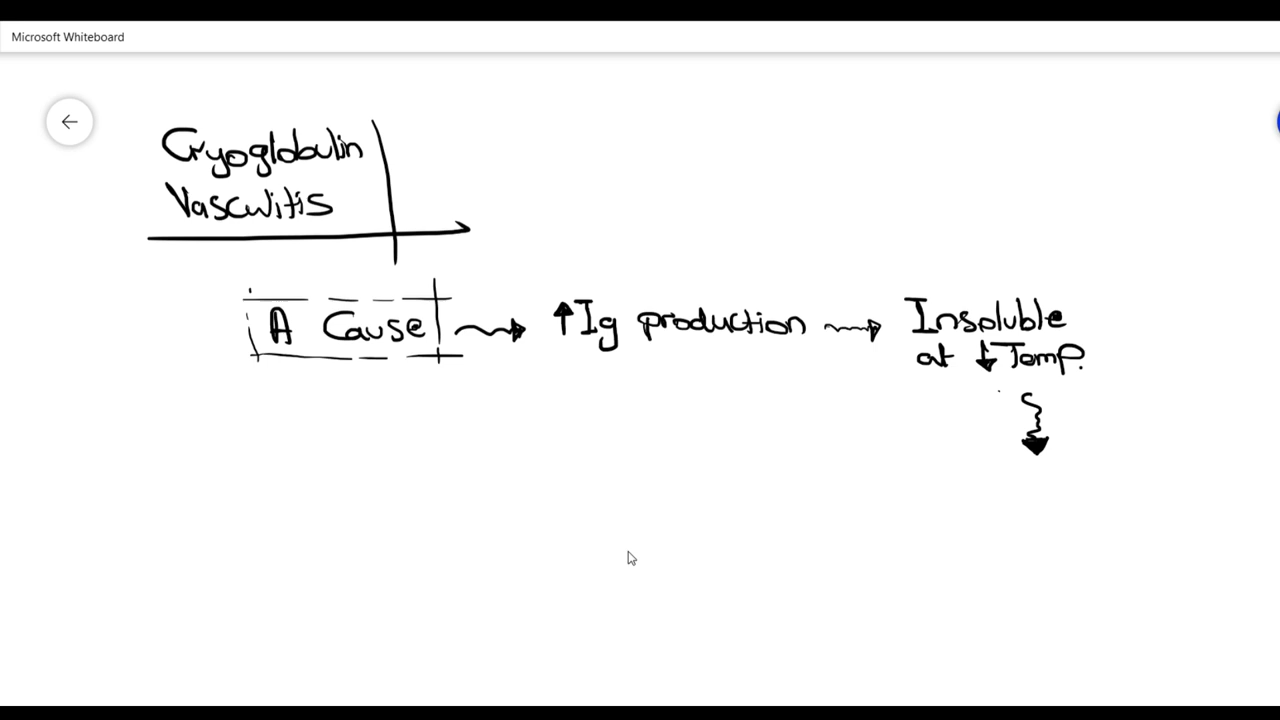 Microsoft Whiteboard
Cryoglobulin
Vasculitis
A Cause ↑Ig production Insoluble
at ↓Temp.